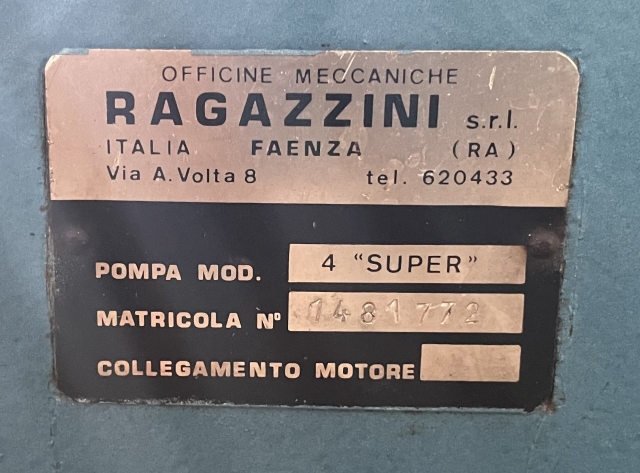 OFFICINE MECCANICHE
RAGAZZINI s.r.l.
ITALIA FAENZA (RA)
Via A. Volta 8 tel. 620433
POMPA MOD. 4 “SUPER”
MATRICOLA Nº 1481772
COLLEGAMENTO MOTORE